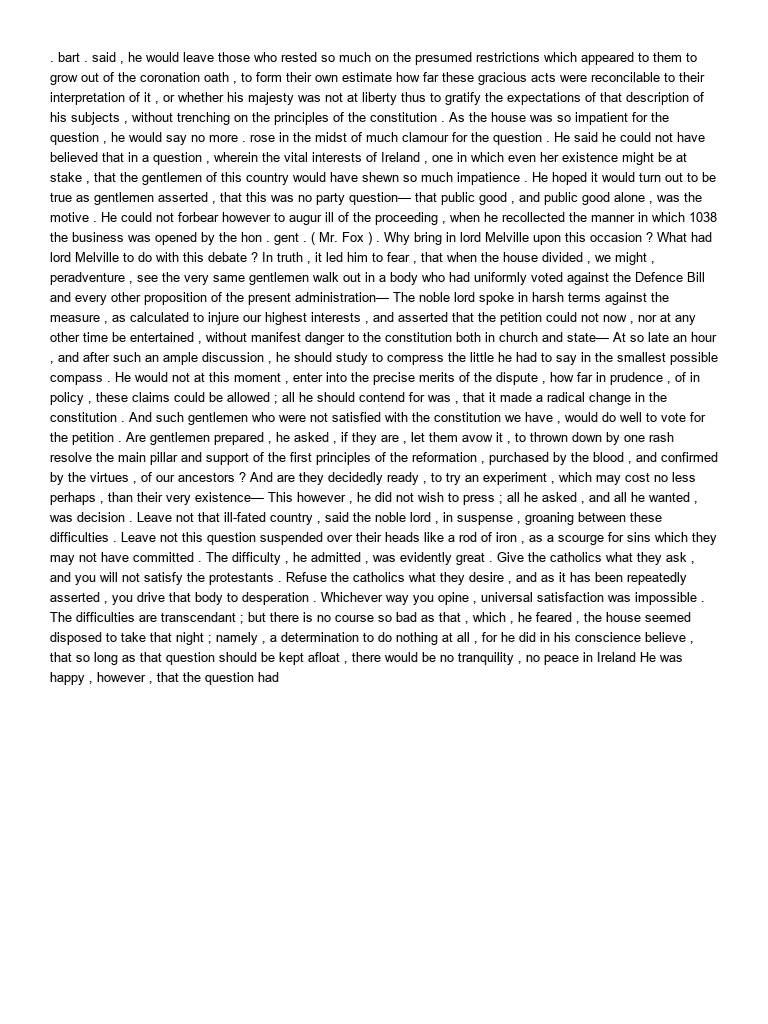 . bart . said , he would leave those who rested so much on the presumed restrictions which appeared to them to
grow out of the coronation oath , to form their own estimate how far these gracious acts were reconcilable to their
interpretation of it , or whether his majesty was not at liberty thus to gratify the expectations of that description of
his subjects , without trenching on the principles of the constitution . As the house was so impatient for the
question , he would say no more . rose in the midst of much clamour for the question . He said he could not have
believed that in a question , wherein the vital interests of Ireland , one in which even her existence might be at
stake , that the gentlemen of this country would have shewn so much impatience . He hoped it would turn out to be
true as gentlemen asserted , that this was no party question— that public good , and public good alone , was the
motive . He could not forbear however to augur ill of the proceeding , when he recollected the manner in which 1038
the business was opened by the hon . gent . ( Mr. Fox ) . Why bring in lord Melville upon this occasion ? What had
lord Melville to do with this debate ? In truth , it led him to fear , that when the house divided , we might ,
peradventure , see the very same gentlemen walk out in a body who had uniformly voted against the Defence Bill
and every other proposition of the present administration— The noble lord spoke in harsh terms against the
measure , as calculated to injure our highest interests , and asserted that the petition could not now , nor at any
other time be entertained , without manifest danger to the constitution both in church and state— At so late an hour
, and after such an ample discussion , he should study to compress the little he had to say in the smallest possible
compass . He would not at this moment , enter into the precise merits of the dispute , how far in prudence , of in
policy , these claims could be allowed ; all he should contend for was , that it made a radical change in the
constitution . And such gentlemen who were not satisfied with the constitution we have , would do well to vote for
the petition . Are gentlemen prepared , he asked , if they are , let them avow it , to thrown down by one rash
resolve the main pillar and support of the first principles of the reformation , purchased by the blood , and confirmed
by the virtues , of our ancestors ? And are they decidedly ready , to try an experiment , which may cost no less
perhaps , than their very existence— This however , he did not wish to press ; all he asked , and all he wanted ,
was decision . Leave not that ill-fated country , said the noble lord , in suspense , groaning between these
difficulties . Leave not this question suspended over their heads like a rod of iron , as a scourge for sins which they
may not have committed . The difficulty , he admitted , was evidently great . Give the catholics what they ask ,
and you will not satisfy the protestants . Refuse the catholics what they desire , and as it has been repeatedly
asserted , you drive that body to desperation . Whichever way you opine , universal satisfaction was impossible .
The difficulties are transcendant ; but there is no course so bad as that , which , he feared , the house seemed
disposed to take that night ; namely , a determination to do nothing at all , for he did in his conscience believe ,
that so long as that question should be kept afloat , there would be no tranquility , no peace in Ireland He was
happy , however , that the question had